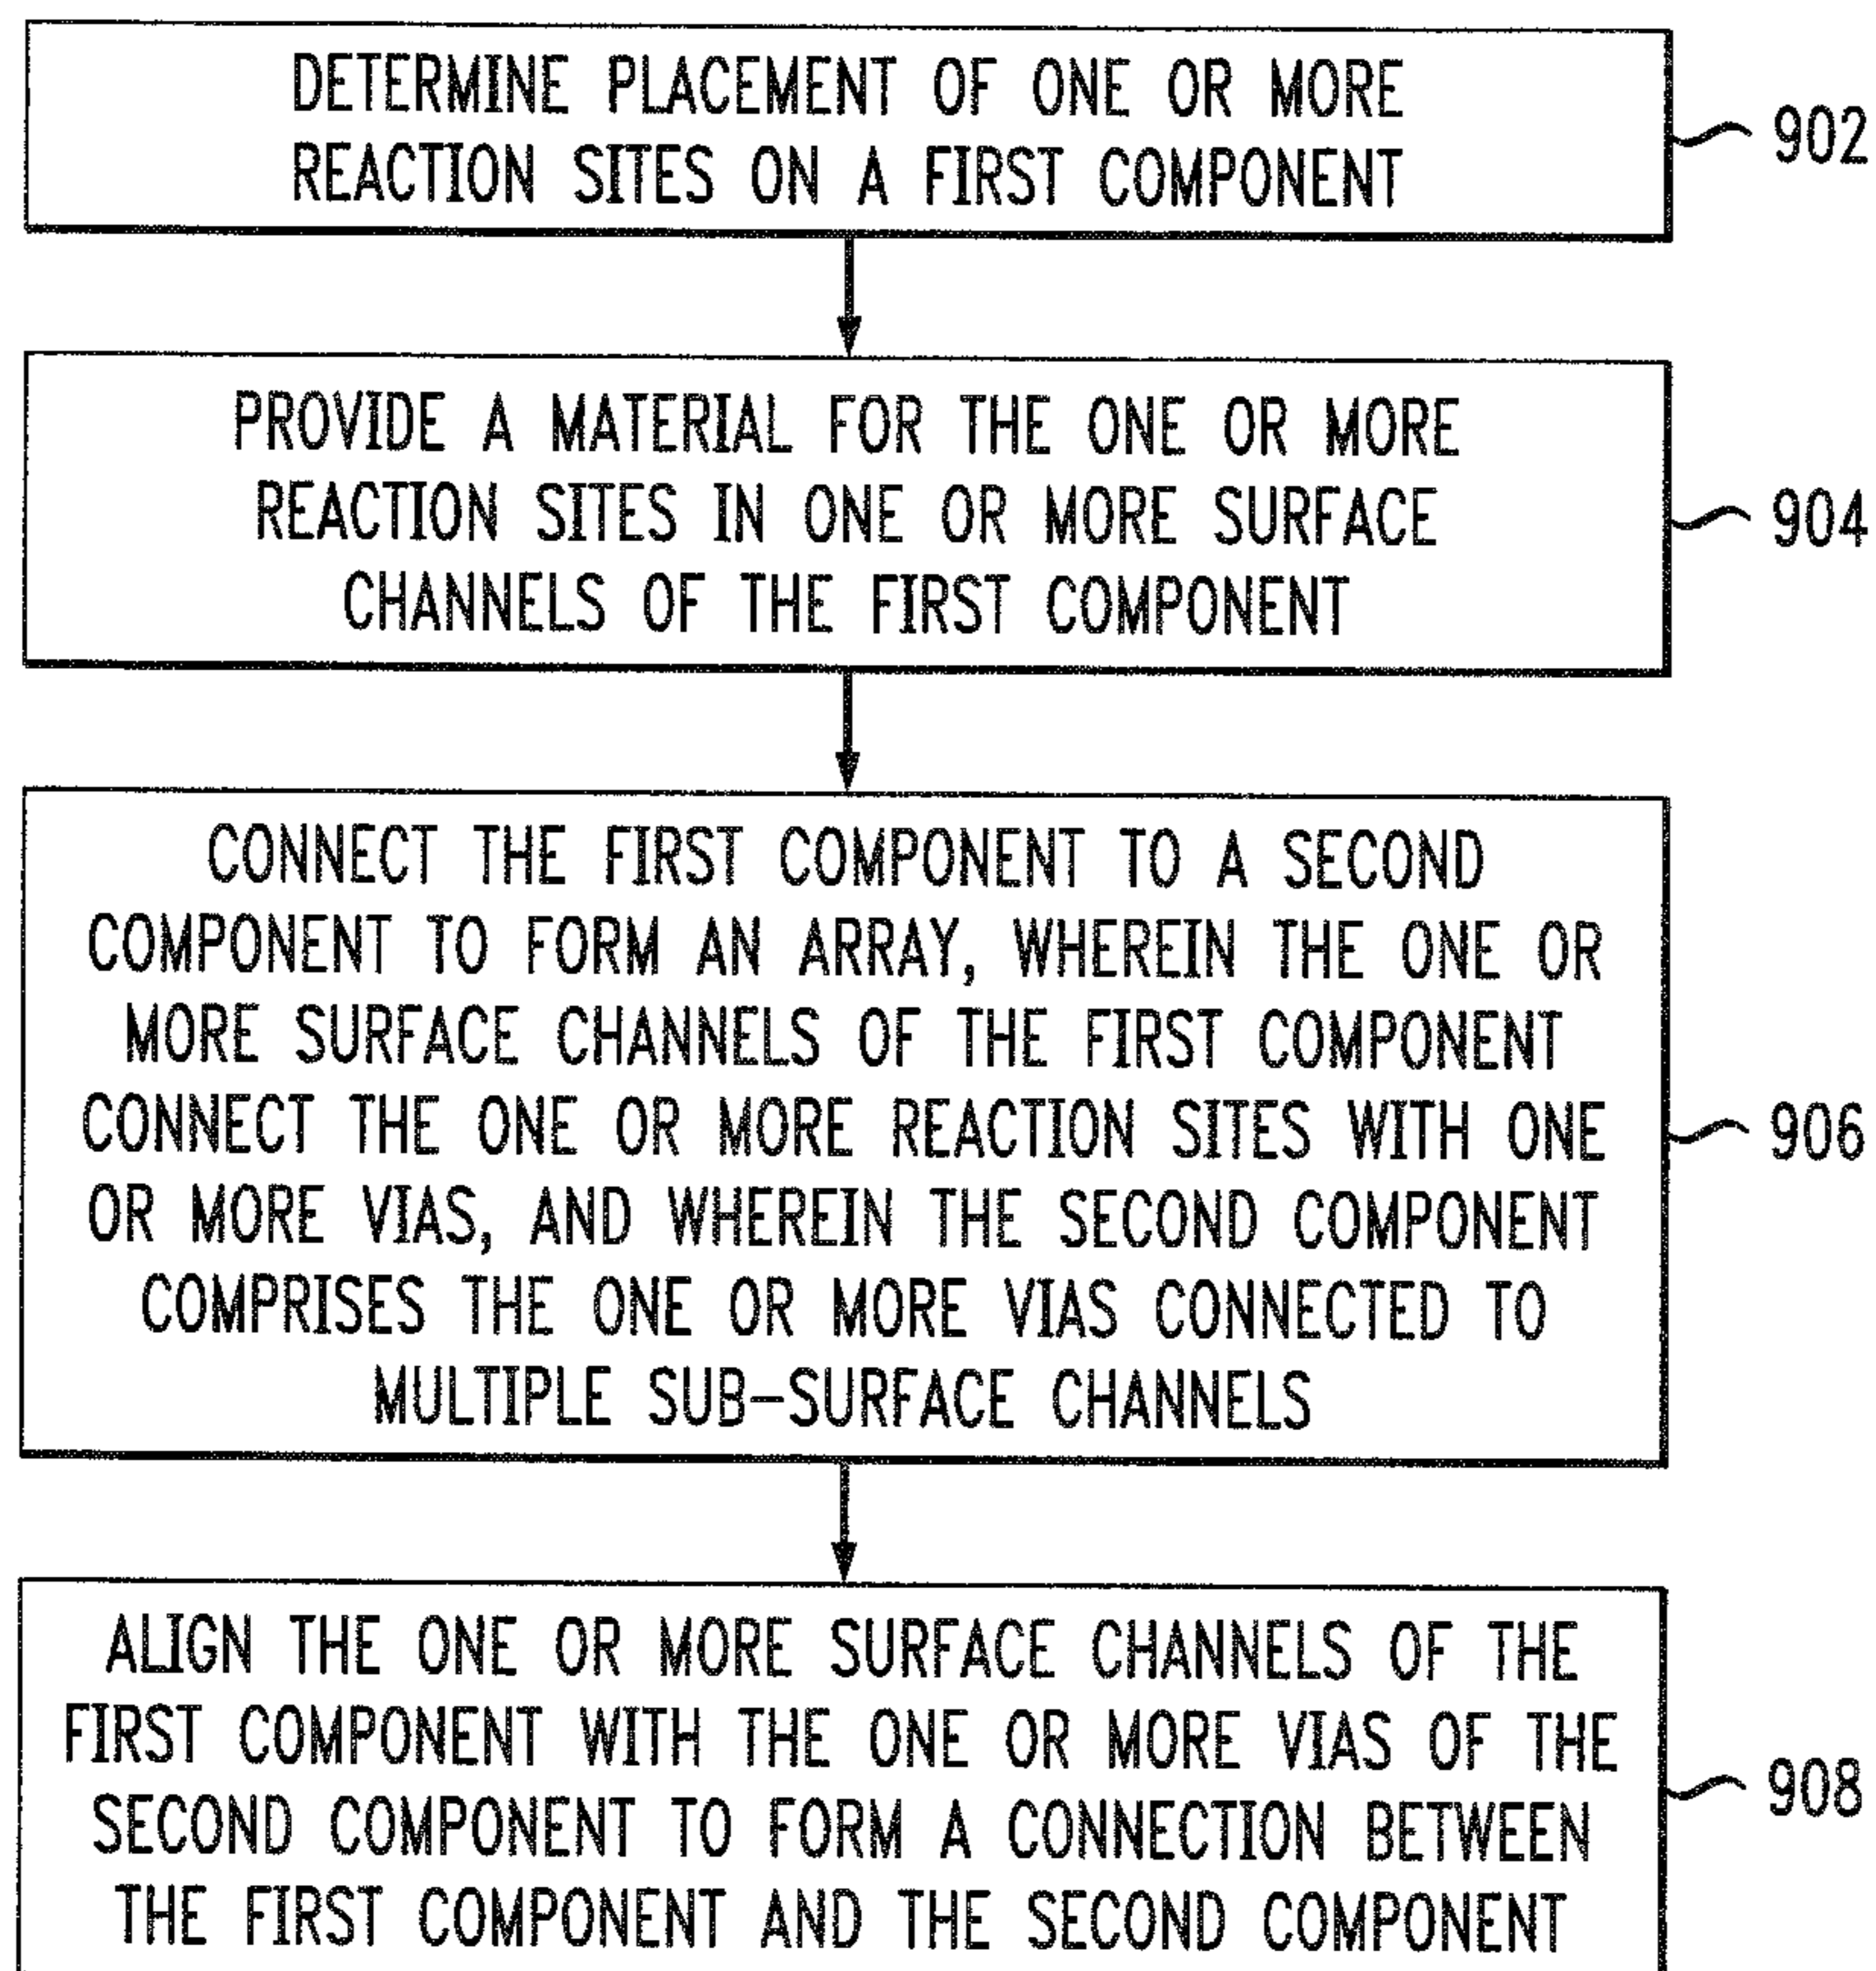 DETERMINE PLACEMENT OF ONE OR MORE
REACTION SITES ON A FIRST COMPONENT
902
PROVIDE A MATERIAL FOR THE ONE OR MORE
REACTION SITES IN ONE OR MORE SURFACE
CHANNELS OF THE FIRST COMPONENT
904
CONNECT THE FIRST COMPONENT TO A SECOND
COMPONENT TO FORM AN ARRAY, WHEREIN THE ONE OR
MORE SURFACE CHANNELS OF THE FIRST COMPONENT
CONNECT THE ONE OR MORE REACTION SITES WITH ONE
OR MORE VIAS, AND WHEREIN THE SECOND COMPONENT
COMPRISES THE ONE OR MORE VIAS CONNECTED TO
MULTIPLE SUB-SURFACE CHANNELS
906
ALIGN THE ONE OR MORE SURFACE CHANNELS OF THE
FIRST COMPONENT WITH THE ONE OR MORE VIAS OF THE
SECOND COMPONENT TO FORM A CONNECTION BETWEEN
THE FIRST COMPONENT AND THE SECOND COMPONENT
908